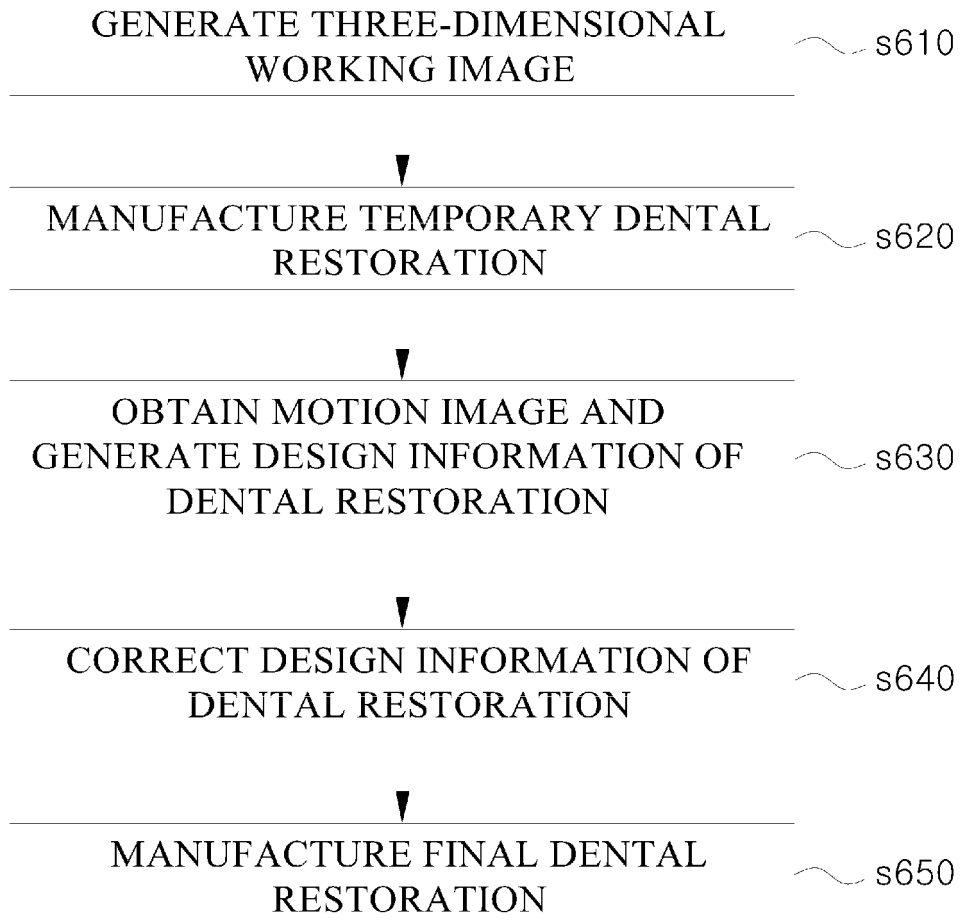 GENERATE THREE-DIMENSIONAL
WORKING IMAGE
s610
MANUFACTURE TEMPORARY DENTAL
RESTORATION
s620
OBTAIN MOTION IMAGE AND
GENERATE DESIGN INFORMATION OF
DENTAL RESTORATION
s630
CORRECT DESIGN INFORMATION OF
DENTAL RESTORATION
s640
MANUFACTURE FINAL DENTAL
RESTORATION
s650